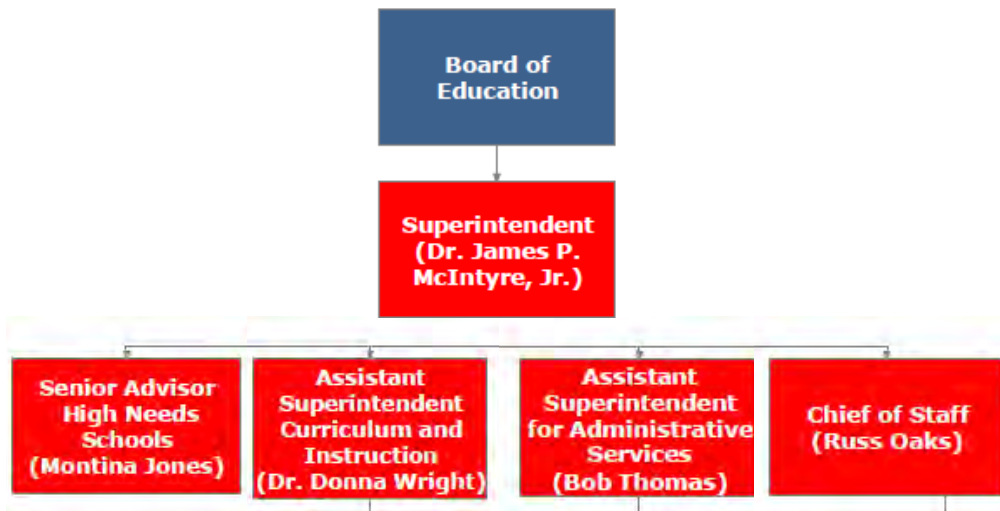 Board of
Education
Superintendent
(Dr. James P.
McIntyre, Jr.)
Senior Advisor
High Needs
Schools
(Montina Jones)
Assistant
Superintendent
Curriculum and
Instruction
(Dr. Donna Wright)
Assistant
Superintendent
for Administrative
Services
(Bob Thomas)
Chief of Staff
(Russ Oaks)